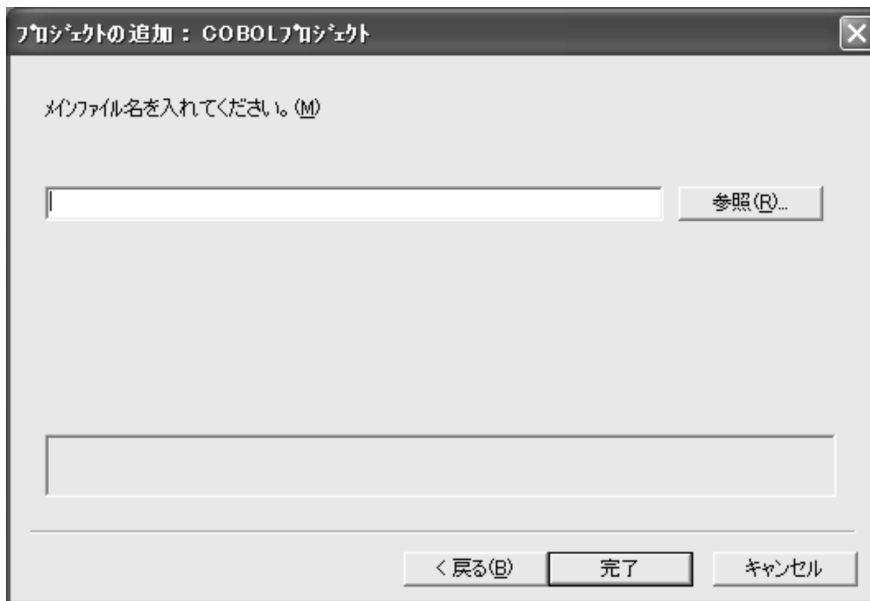 プロジェクトの追加 : COBOLプロジェクト
メインファイル名を入れてください。(M)
参照(R)...
< 戻る(B)
完了
キャンセル